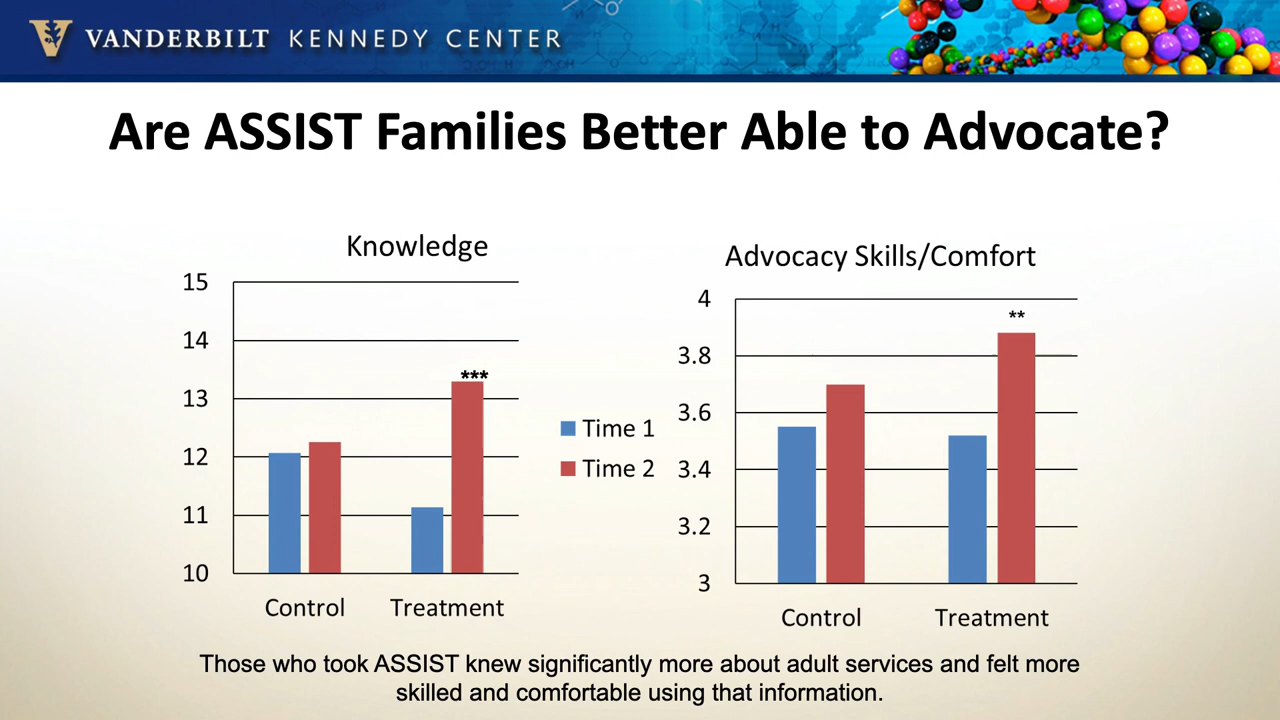 VANDERBILT KENNEDY CENTER
Are ASSIST Families Better Able to Advocate?
Knowledge
15
14
13
12
11
10
***
Control Treatment
Time 1
Time 2
Advocacy Skills/Comfort
4
3.8
3.6
3.4
3.2
3
**
Control Treatment
Those who took ASSIST knew significantly more about adult services and felt more
skilled and comfortable using that information.